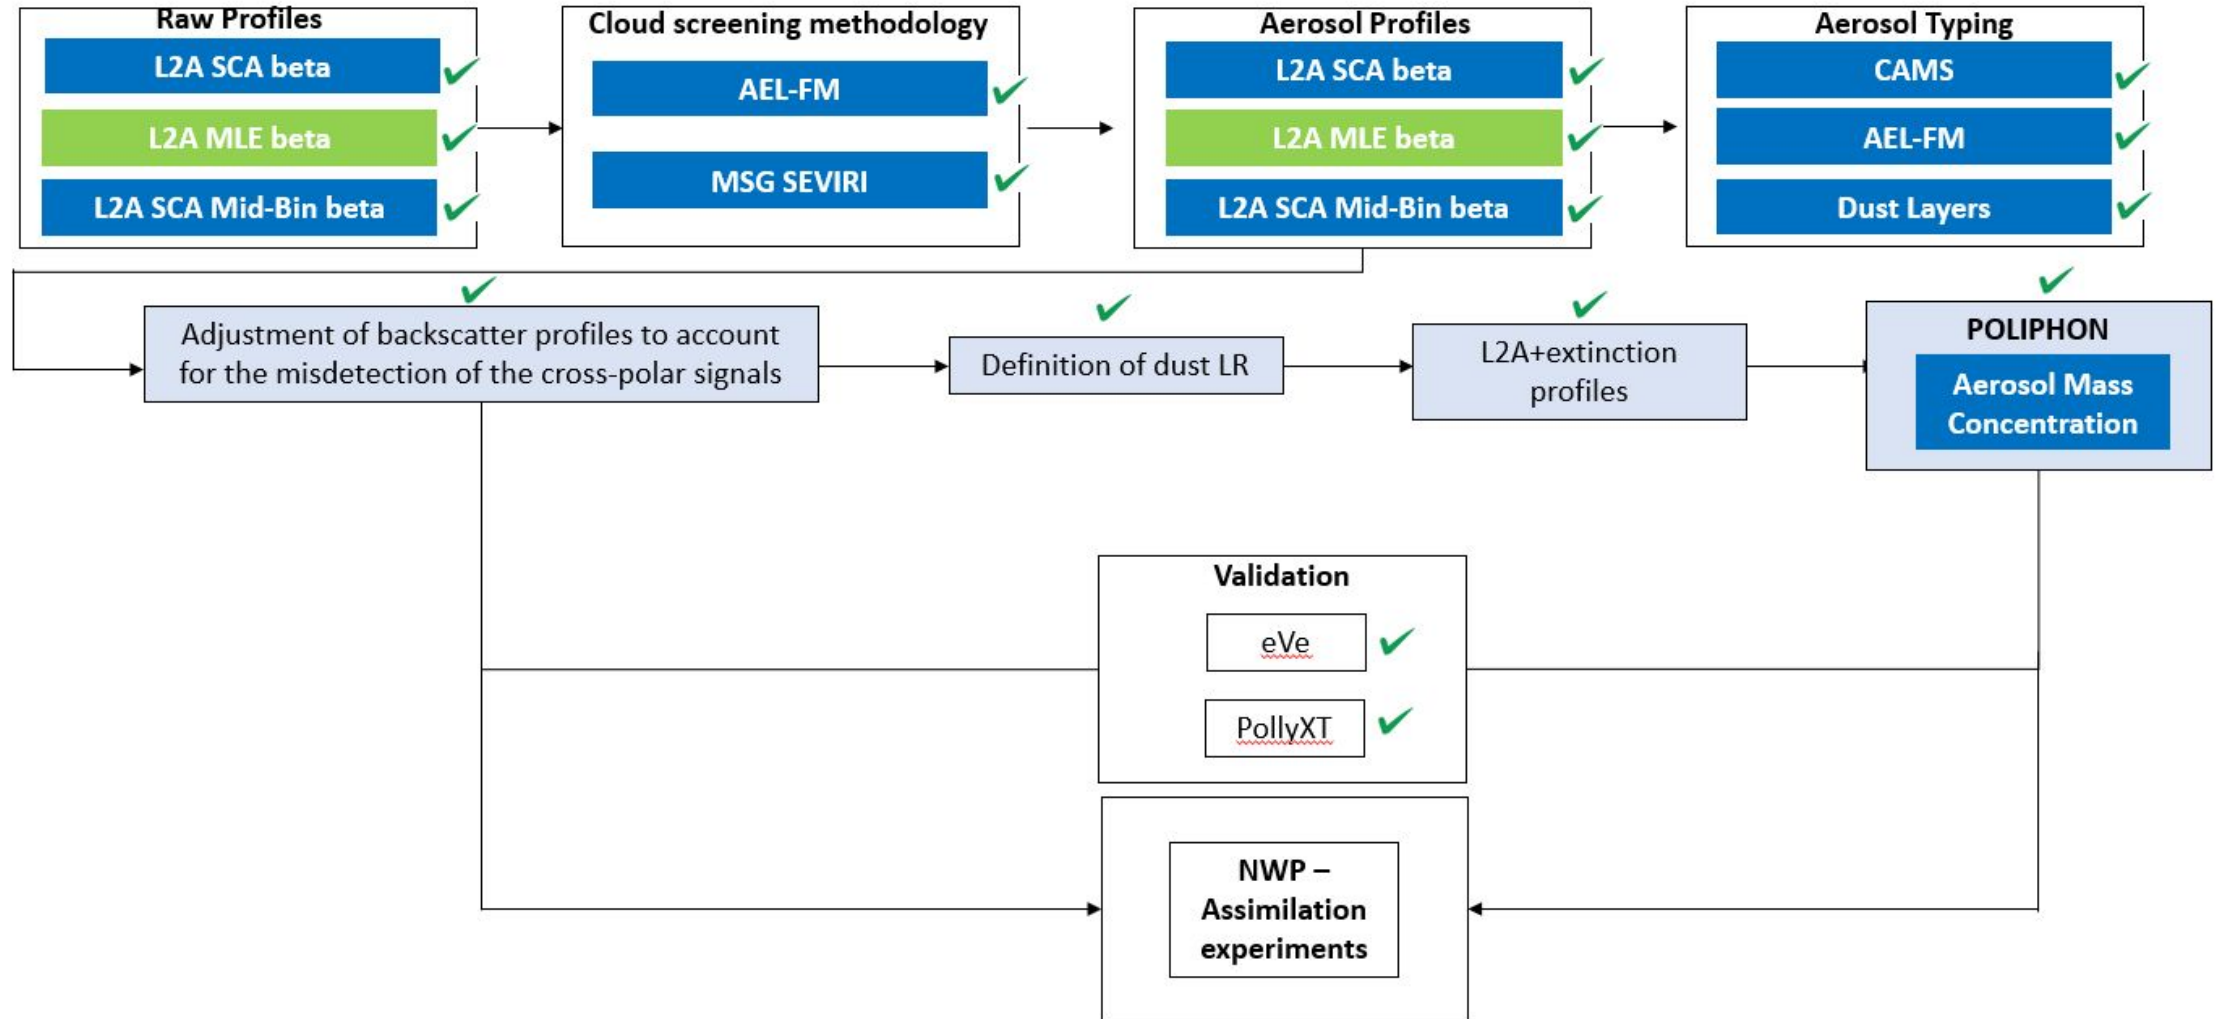 Raw Profiles
L2A SCA beta
L2A MLE beta
L2A SCA Mid-Bin beta
Cloud screening methodology
AEL-FM
MSG SEVIRI
Aerosol Profiles
L2A SCA beta
L2A MLE beta
L2A SCA Mid-Bin beta
Aerosol Typing
CAMS
AEL-FM
Dust Layers
Adjustment of backscatter profiles to account
for the misdetection of the cross-polar signals
Definition of dust LR
L2A+extinction
profiles
POLIPHON
Aerosol Mass
Concentration
Validation
eVe
PollyXT
NWP –
Assimilation
experiments